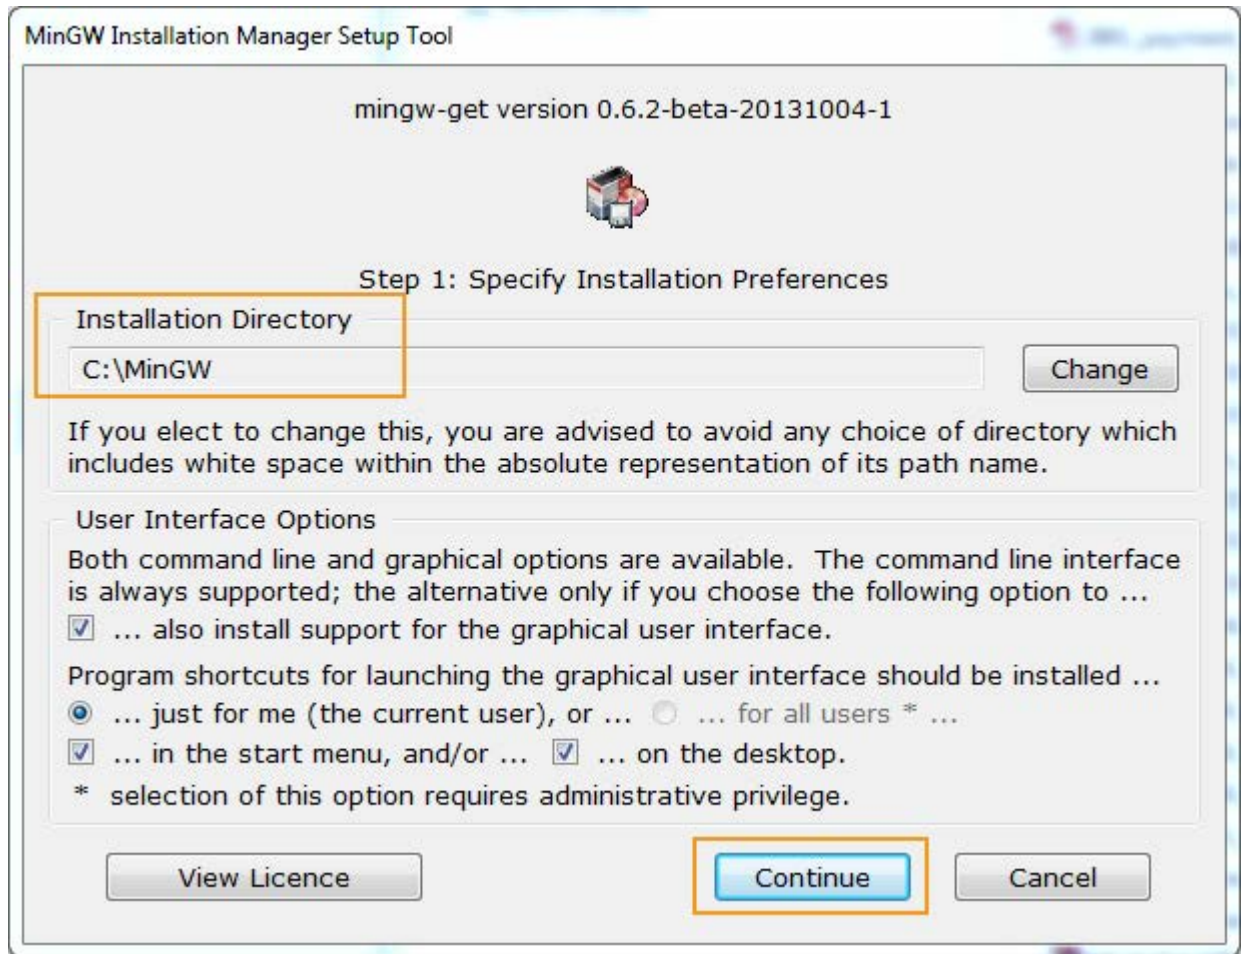 MinGW Installation Manager Setup Tool
mingw-get version 0.6.2-beta-20131004-1
Step 1: Specify Installation Preferences
Installation Directory
C:\MinGW
Change
If you elect to change this, you are advised to avoid any choice of directory which
includes white space within the absolute representation of its path name.
User Interface Options
Both command line and graphical options are available.  The command line interface
is always supported; the alternative only if you choose the following option to ...
... also install support for the graphical user interface.
Program shortcuts for launching the graphical user interface should be installed ...
... just for me (the current user), or ... ... for all users * ...
... in the start menu, and/or ... ... on the desktop.
* selection of this option requires administrative privilege.
View Licence Continue Cancel